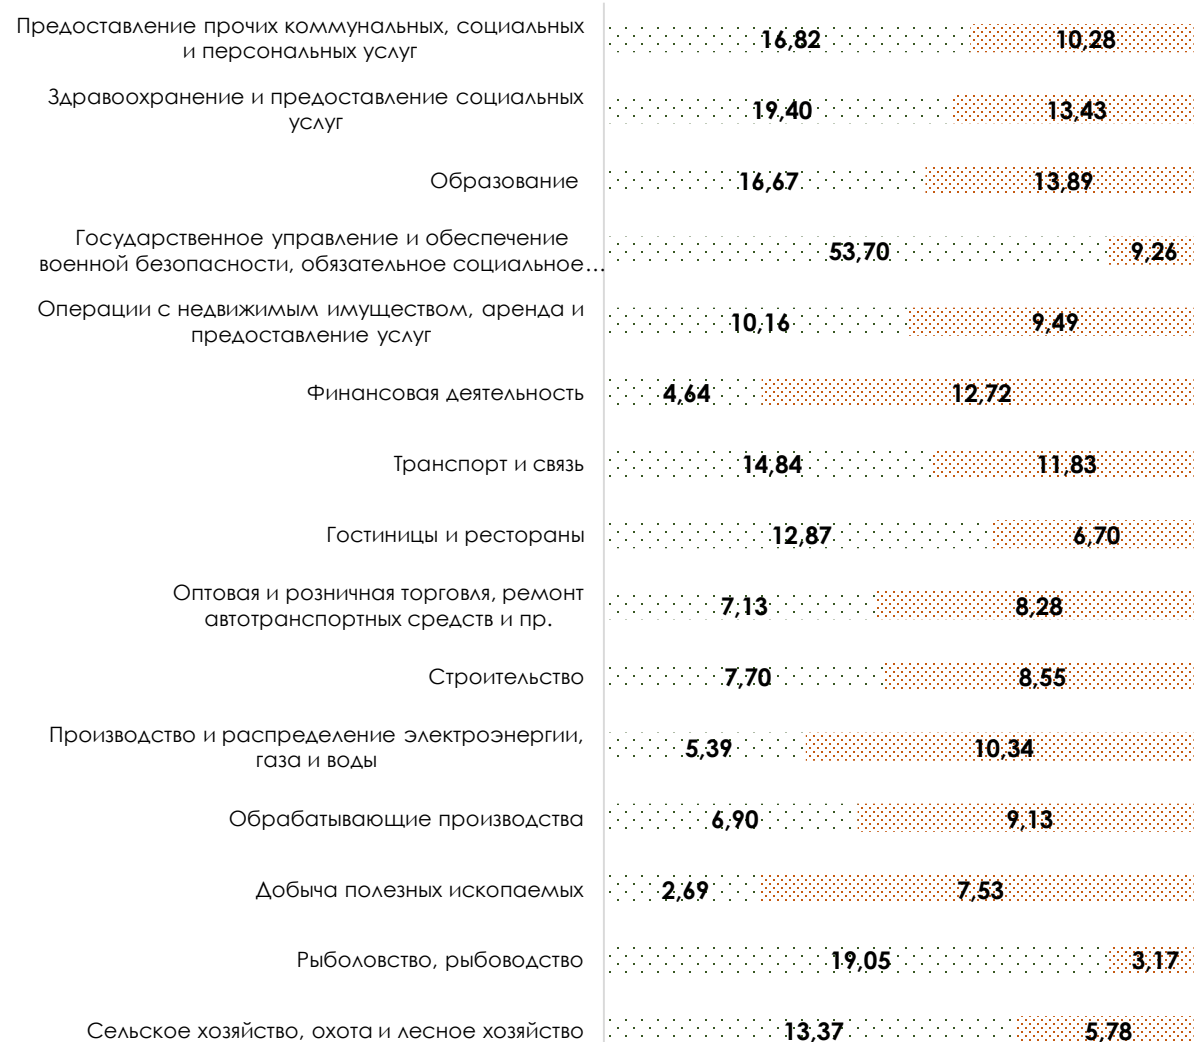 Предоставление прочих коммунальных, социальных
и персональных услуг
16,82
10,28
Здравоохранение и предоставление социальных
услуг
19,40
13,43
Образование
16,67
13,89
Государственное управление и обеспечение
военной безопасности, обязательное социальное…
53,70
9,26
Операции с недвижимым имуществом, аренда и
предоставление услуг
10,16
9,49
Финансовая деятельность
4,64
12,72
Транспорт и связь
14,84
11,83
Гостиницы и рестораны
12,87
6,70
Оптовая и розничная торговля, ремонт
автотранспортных средств и пр.
7,13
8,28
Строительство
7,70
8,55
Производство и распределение электроэнергии,
газа и воды
5,39
10,34
Обрабатывающие производства
6,90
9,13
Добыча полезных ископаемых
2,69
7,53
Рыболовство, рыбоводство
19,05
3,17
Сельское хозяйство, охота и лесное хозяйство
13,37
5,78